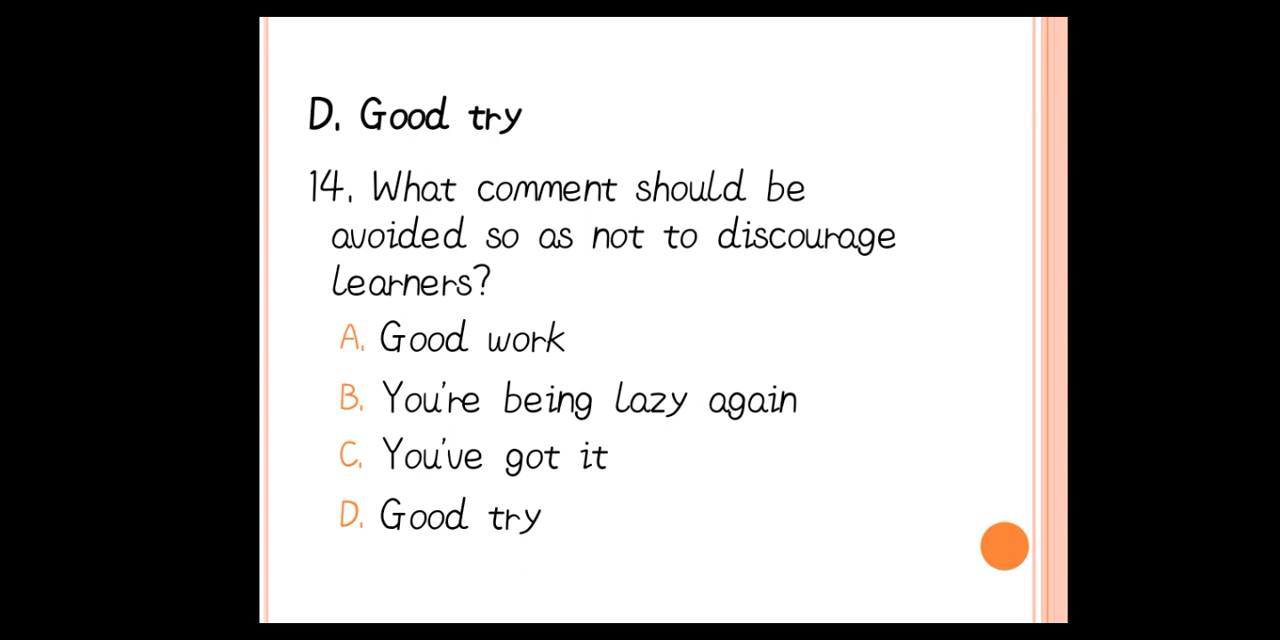 D. Good try
14. What comment should be
avoided so as not to discourage
learners?
A. Good work
B. You're being lazy again
C. You've got it
D. Good try